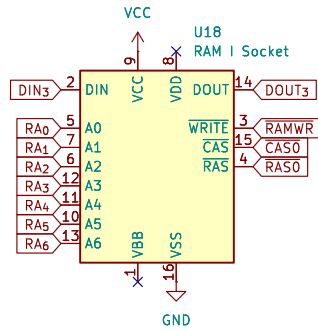 VCC
U18
RAM I Socket
9
8
VCC
VDD
DIN3
2
DIN
DOUT
14
DOUT3
RA0
5
A0
WRITE
3
RAMWR
RA1
7
A1
CAS
15
CAS0
RA2
6
A2
RAS
4
RAS0
RA3
12
A3
RA4
11
A4
RA5
10
A5
RA6
13
A6
VBB
VSS
1
16
GND